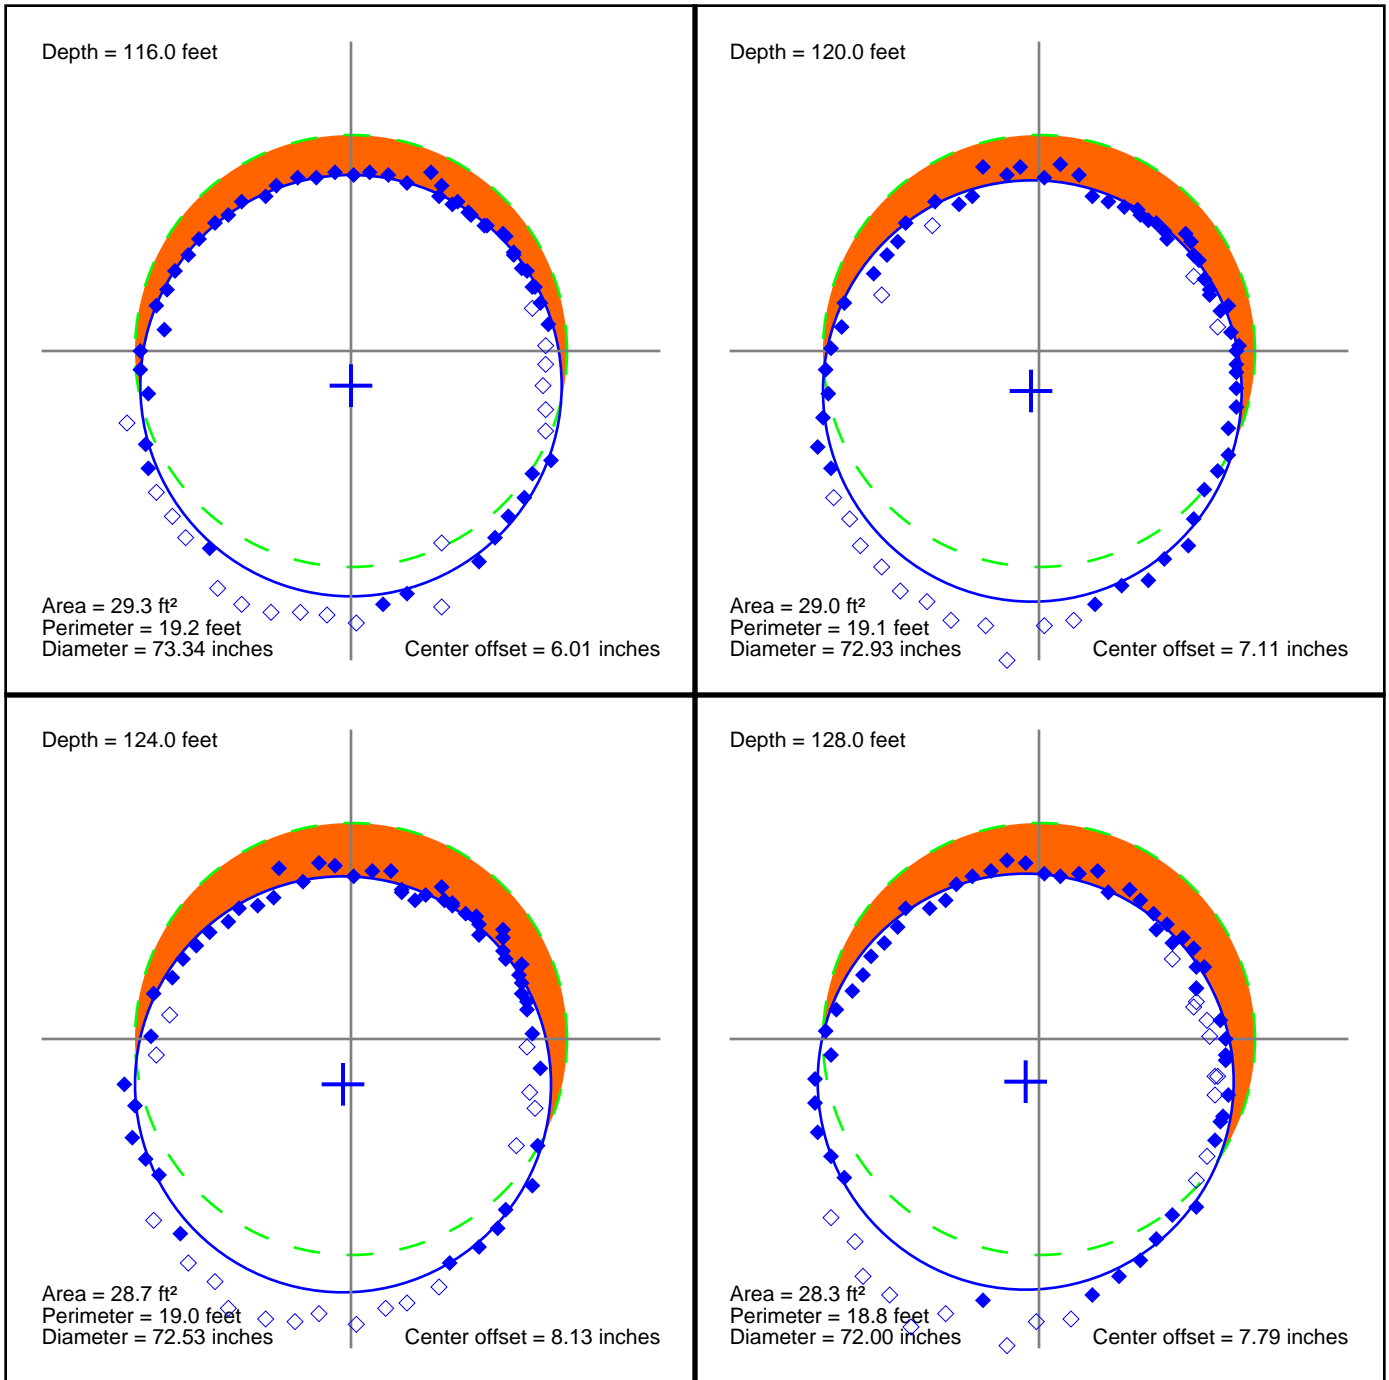 Depth = 116.0 feet
Area = 29.3 ft²
Perimeter = 19.2 feet
Diameter = 73.34 inches
Center offset = 6.01 inches
Depth = 120.0 feet
Area = 29.0 ft²
Perimeter = 19.1 feet
Diameter = 72.93 inches
Center offset = 7.11 inches
Depth = 124.0 feet
Area = 28.7 ft²
Perimeter = 19.0 feet
Diameter = 72.53 inches
Center offset = 8.13 inches
Depth = 128.0 feet
Area = 28.3 ft²
Perimeter = 18.8 feet
Diameter = 72.00 inches
Center offset = 7.79 inches